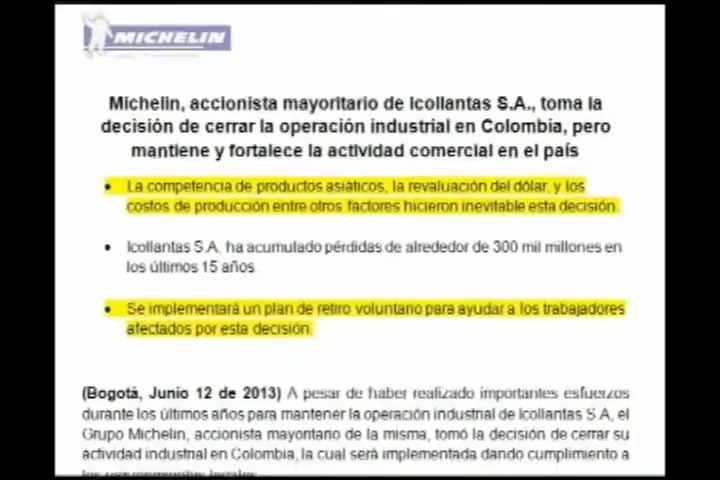 MICHELIN
Michelin, accionista mayoritario de Icollantas S.A., toma la
decisión de cerrar la operación industrial en Colombia, pero
mantiene y fortalece la actividad comercial en el país
• La competencia de productos asiáticos, la revaluación del dólar, y los
costos de producción entre otros factores hicieron inevitable esta decisión.
• Icollantas S.A. ha acumulado pérdidas de alrededor de 300 mil millones en
los últimos 15 años
• Se implementará un plan de retiro voluntario para ayudar a los trabajadores
afectados por esta decisión.
(Bogotá, Junio 12 de 2013) A pesar de haber realizado importantes esfuerzos
durante los últimos años para mantener la operación industrial de Icollantas S.A, el
Grupo Michelin, accionista mayoritario de la misma, tomó la decisión de cerrar su
actividad industrial en Colombia, la cual será implementada dando cumplimiento a